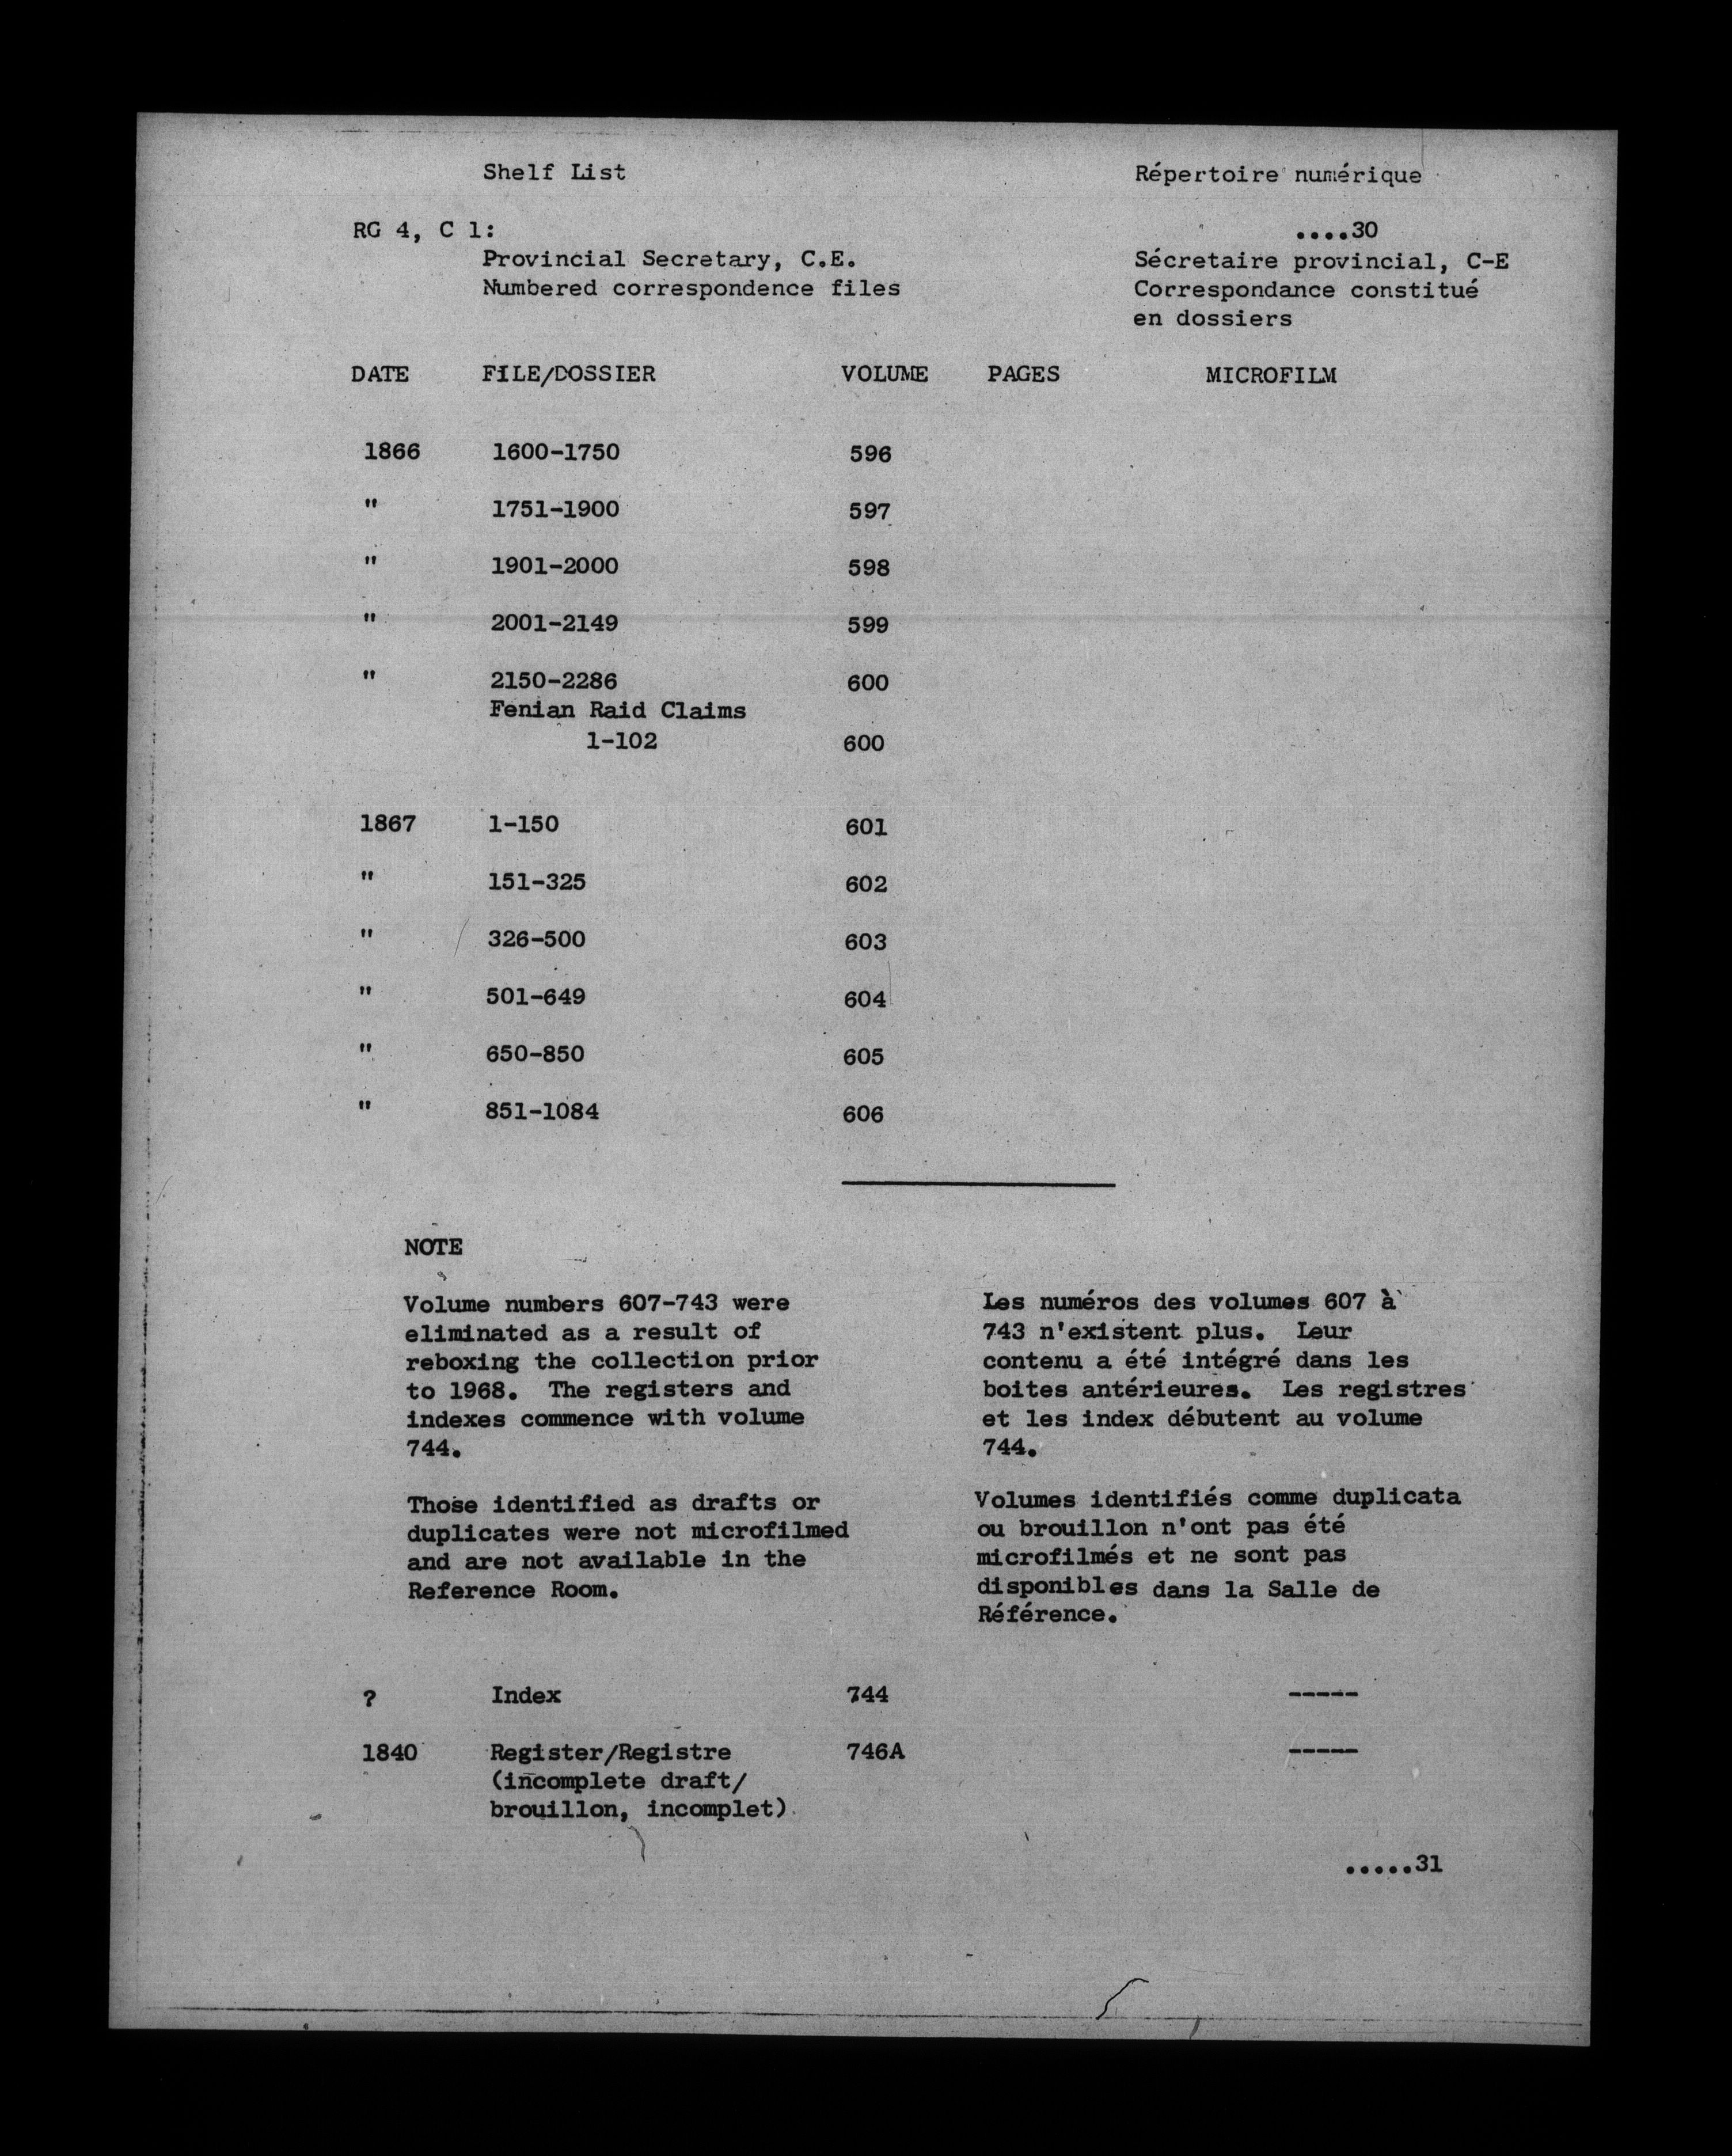 Shelf List Répertoire numérique
RG 4, C 1: ....30
Provincial Secretary, C.E. Sécretaire provincial, C-E
Numbered correspondence files Correspondance constitué
en dossiers
DATE FILE/DOSSIER VOLUME PAGES MICROFILM
1866 1600-1750 596
" 1751-1900 597
" 1901-2000 598
" 2001-2149 599
" 2150-2286 600
Fenian Raid Claims
1-102 600
1867 1-150 601
" 151-325 602
" 326-500 603
" 501-649 604
" 650-850 605
" 851-1084 606
NOTE
Volume numbers 607-743 were
eliminated as a result of
reboxing the collection prior
to 1968. The registers and
indexes commence with volume
744.
Those identified as drafts or
duplicates were not microfilmed
and are not available in the
Reference Room.
Les numéros des volumes 607 à
743 n'existent plus. Leur
contenu a été intégré dans les
boites antérieures. Les registres
et les index débutent au volume
744.
Volumes identifiés comme duplicata
ou brouillon n'ont pas été
microfilmés et ne sont pas
disponibles dans la Salle de
Référence.
? Index 744 -----
1840 Register/Registre 746A -----
(incomplete draft/
brouillon, incomplet)
.....31